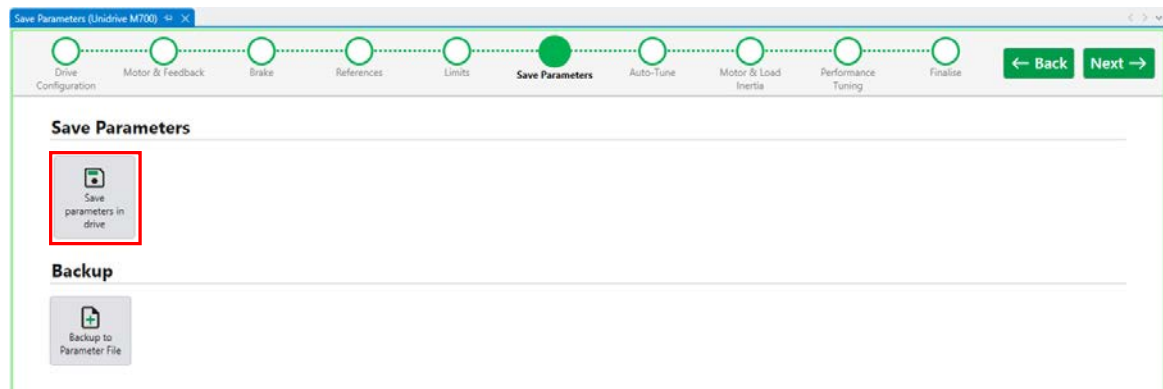 Save Parameters (Unidrive M700)
Drive
Configuration
Motor & Feedback
Brake
References
Limits
Save Parameters
Auto-Tune
Motor & Load
Inertia
Performance
Tuning
Finalise
← Back
Next →
Save Parameters
Save
parameters in
drive
Backup
Backup to
Parameter File